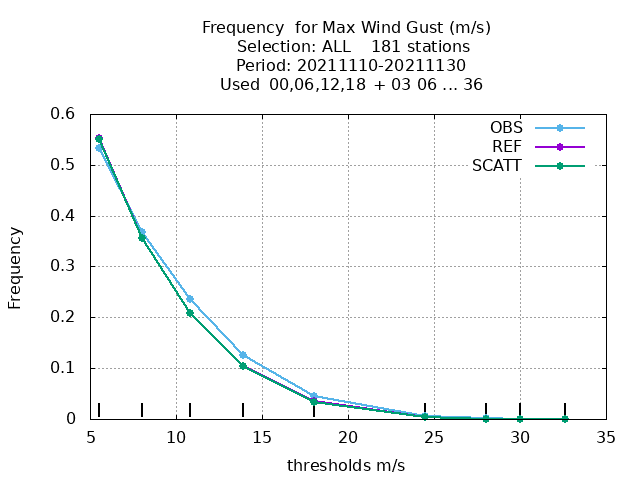 Frequency for Max Wind Gust (m/s)
Selection: ALL 181 stations
Period: 20211110-20211130
Used 00,06,12,18 + 03 06 ... 36
0.6
0.5
0.4
0.3
0.2
0.1
0
Frequency
OBS
REF
SCATT
5 10 15 20 25 30 35
thresholds m/s